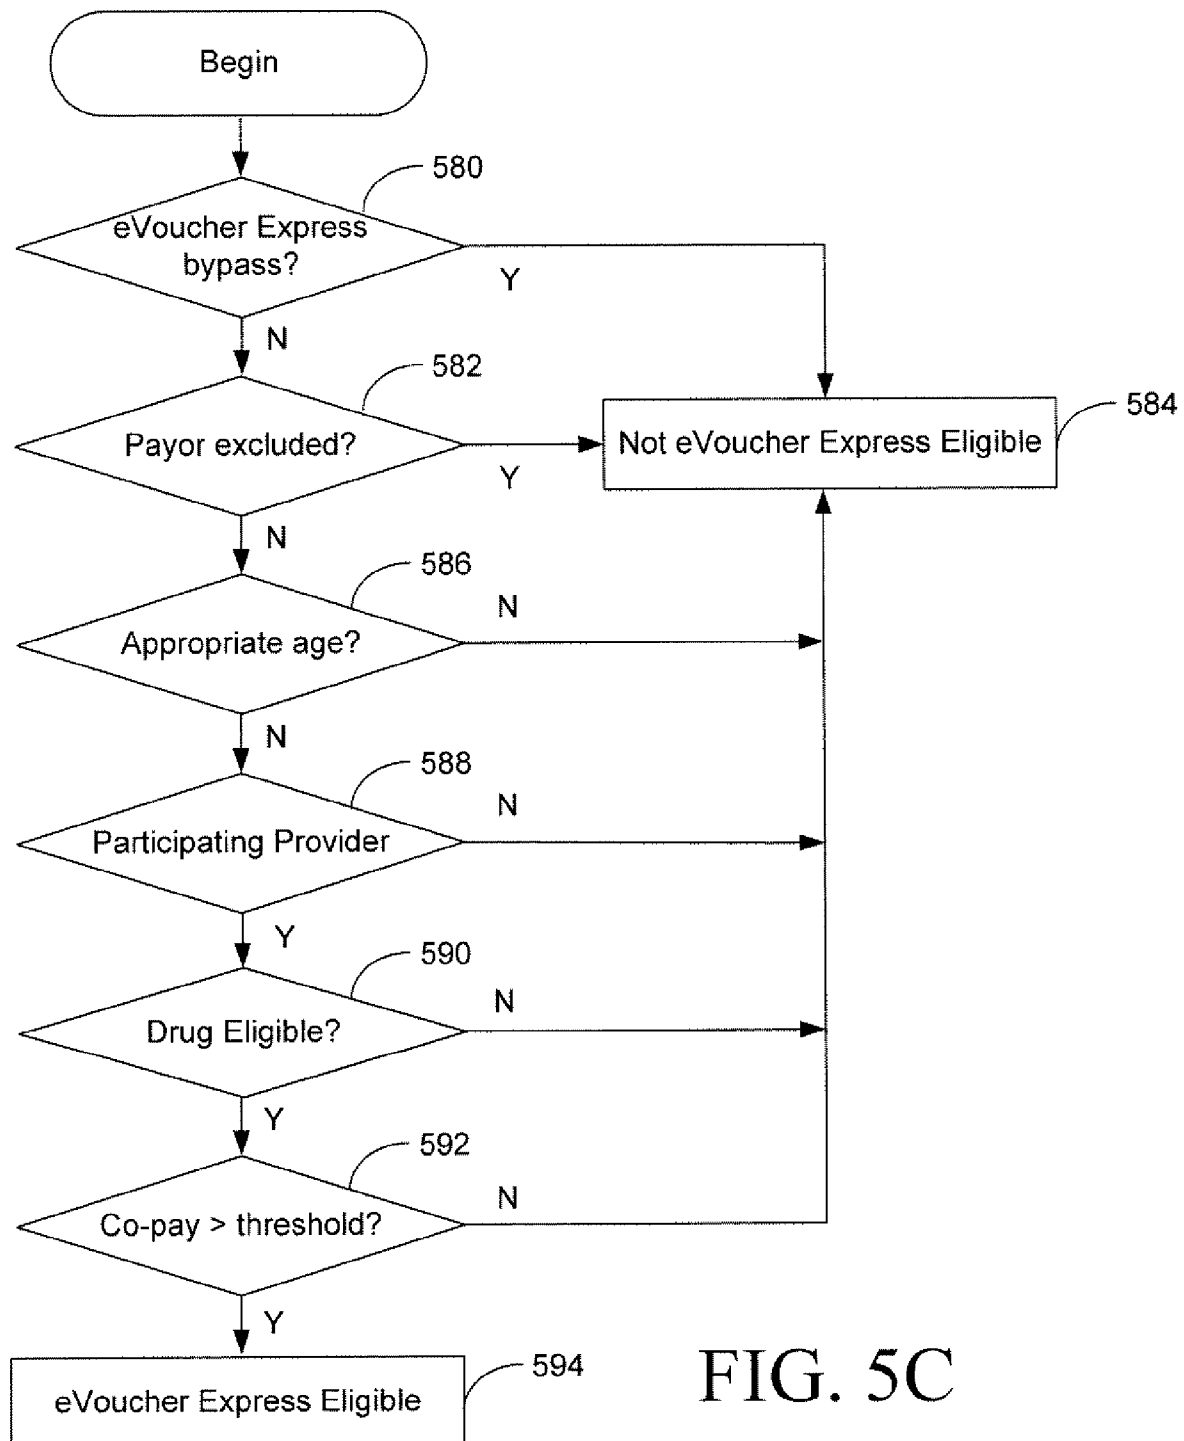 Begin
580
eVoucher Express
bypass?
Y
N
582
Payor excluded?
Y
584
Not eVoucher Express Eligible
N
586
Appropriate age?
N
N
588
Participating Provider
N
Y
590
Drug Eligible?
N
Y
592
Co-pay > threshold?
N
Y
594
eVoucher Express Eligible
FIG. 5C